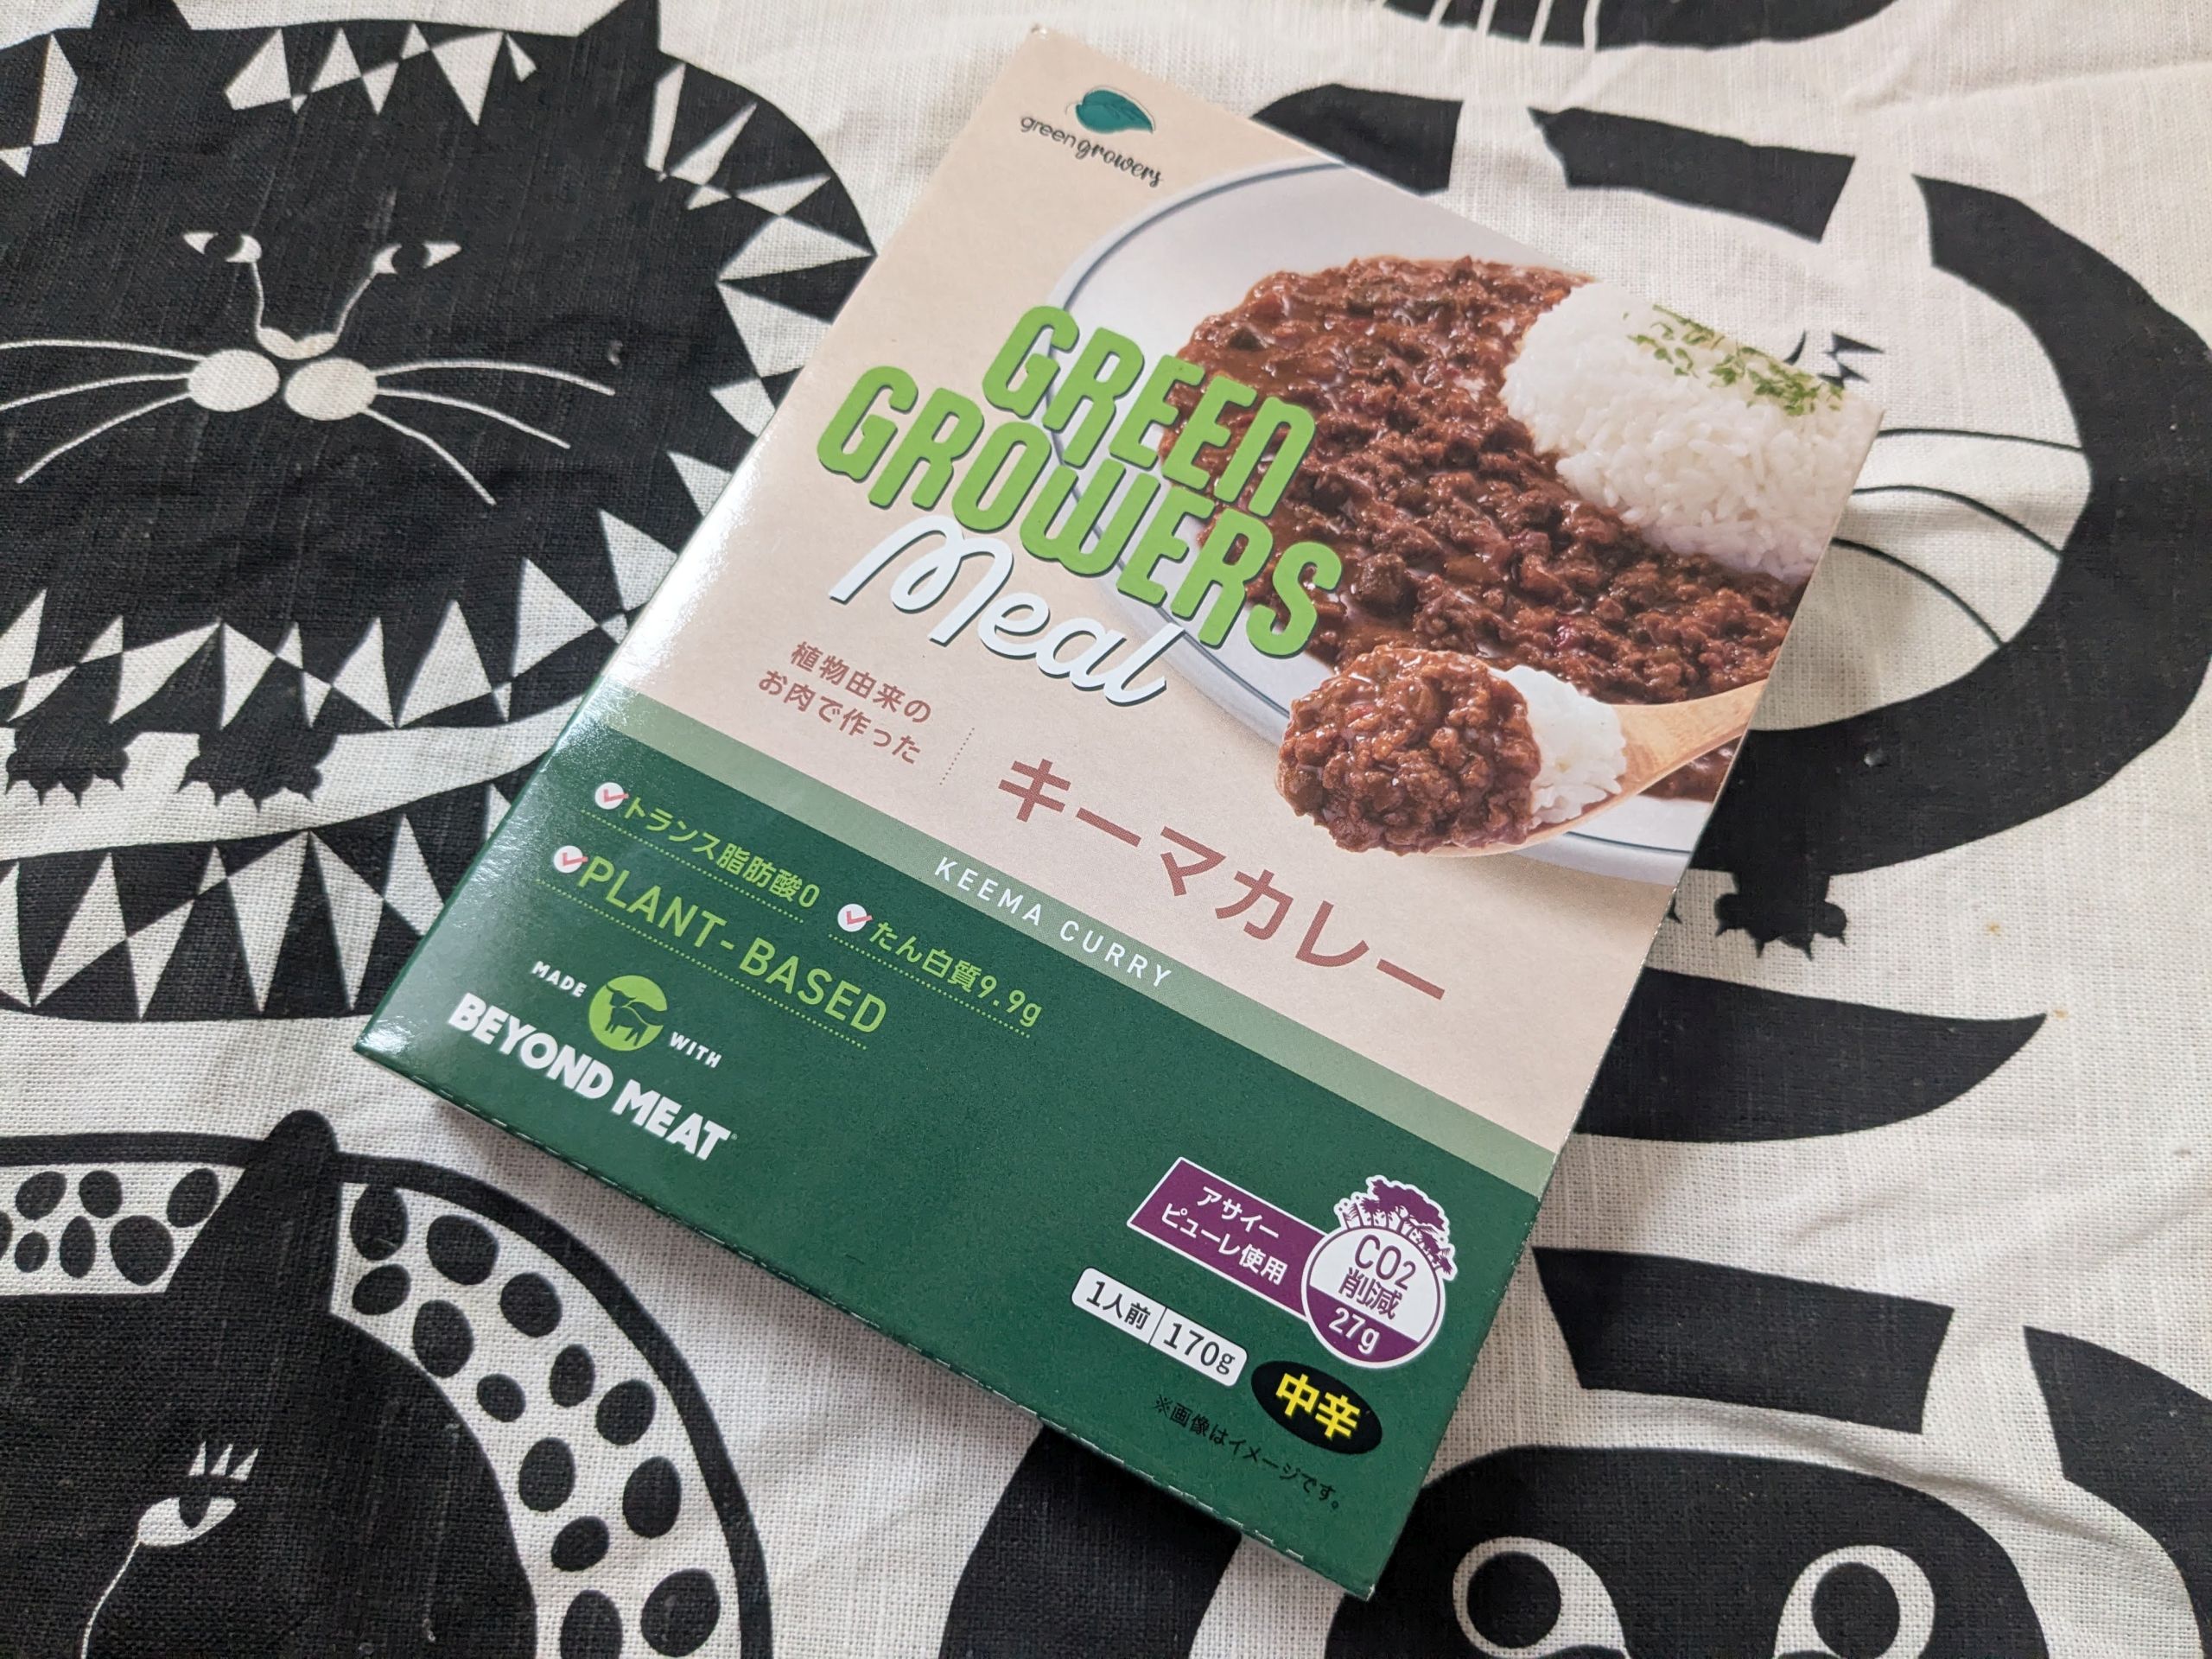 green growers
GREEN
GROWERS
Meal
植物由来の
お肉で作った
キーマカレー
KEEMA CURRY
トランス脂肪酸0
たん白質9.9g
PLANT-BASED
MADE WITH
BEYOND MEAT
アサイー
ピューレ使用
CO2
削減
27g
1人前 170g
中辛
※画像はイメージです。